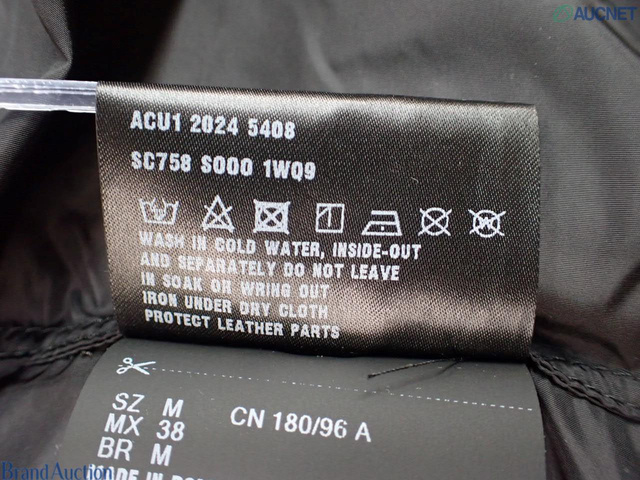 AUCNET
ACU1 2024 5408
SC758 S000 1WQ9
WASH IN COLD WATER, INSIDE-OUT
AND SEPARATELY DO NOT LEAVE
IN SOAK OR WRING OUT
IRON UNDER DRY CLOTH
PROTECT LEATHER PARTS
SZ M
MX 38
BR M
CN 180/96 A
BrandAuction